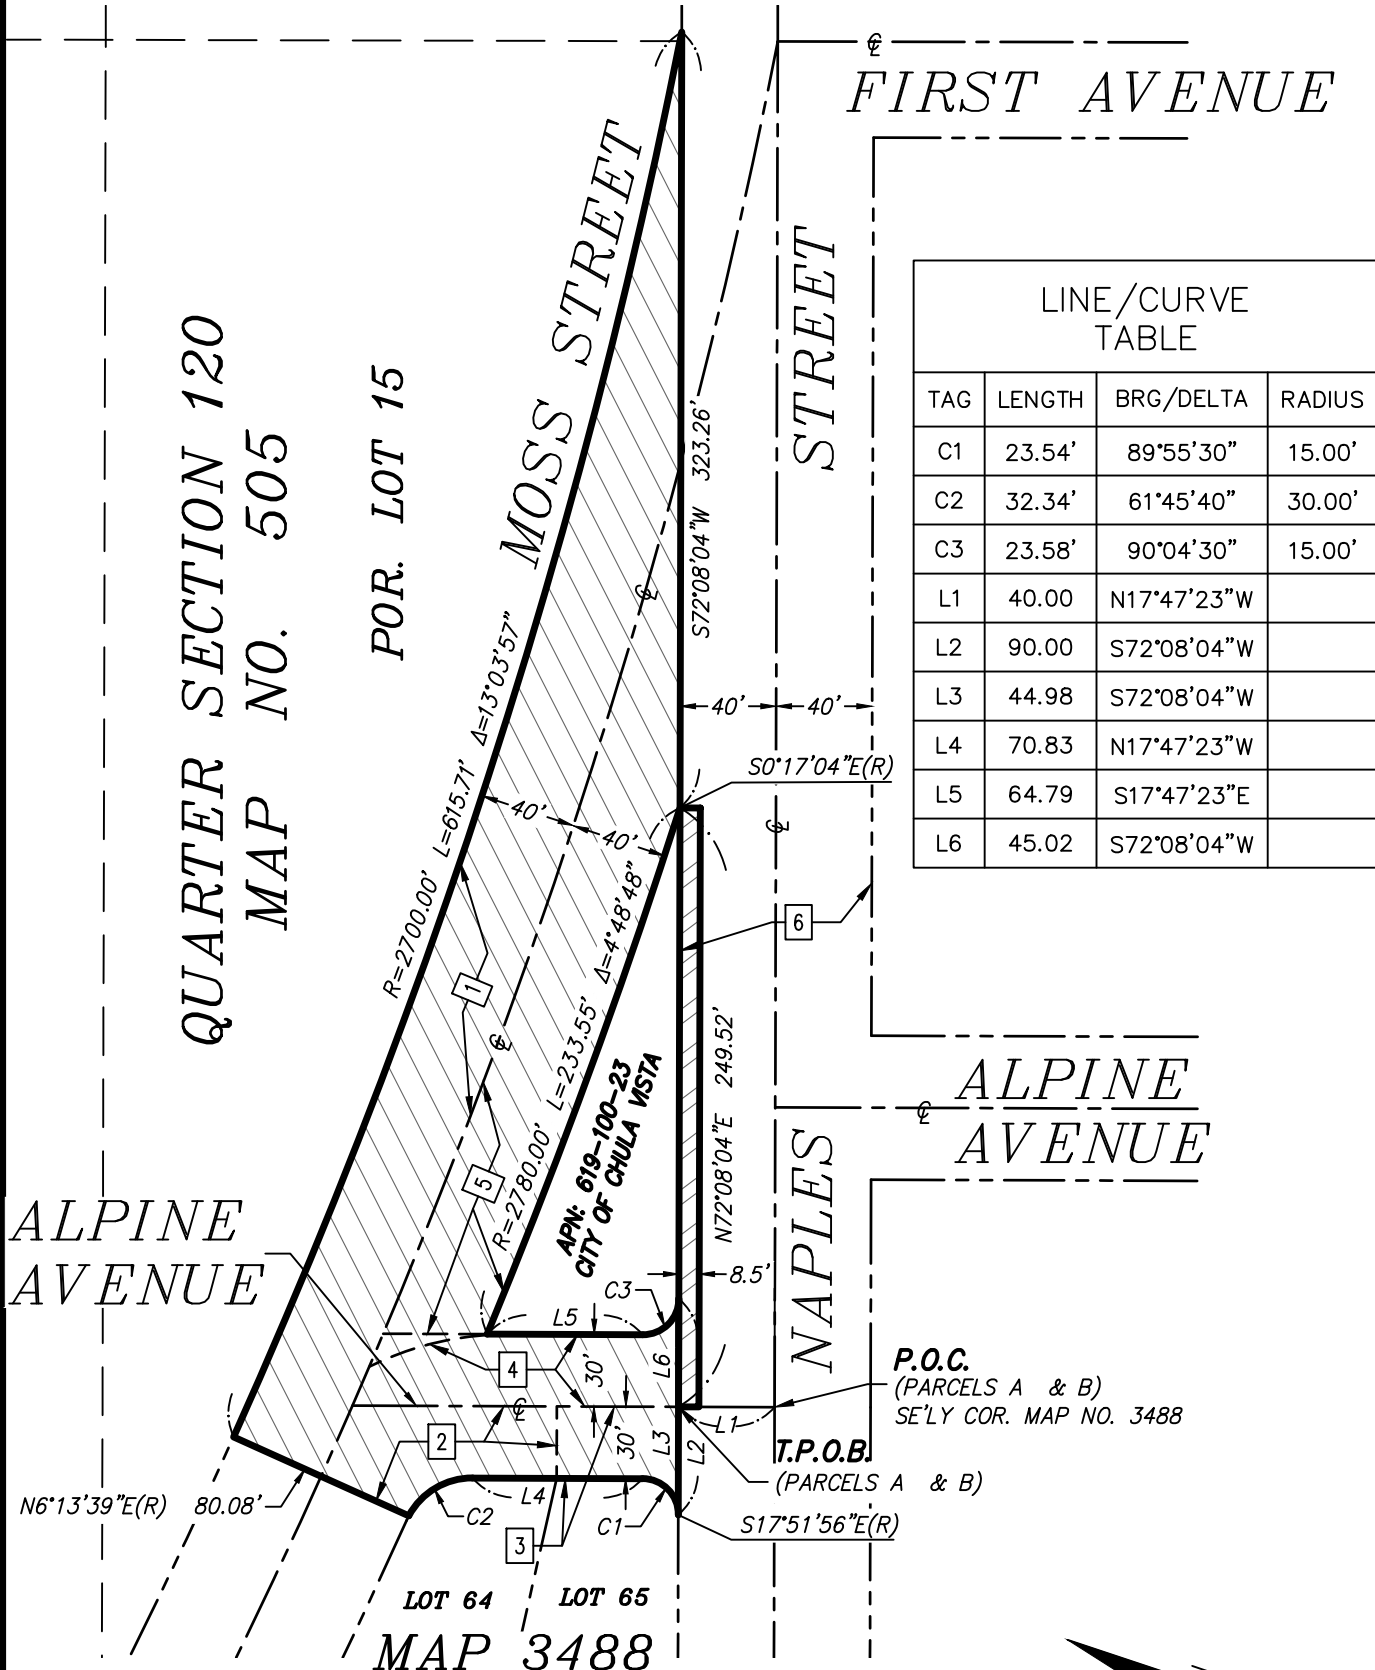 ℄
FIRST AVENUE
MOSS STREET
STREET
QUARTER SECTION 120
MAP NO. 505
POR. LOT 15
S72°08'04"W 323.26'
LINE/CURVE
TABLE
TAG LENGTH BRG/DELTA RADIUS
C1 23.54' 89°55'30" 15.00'
C2 32.34' 61°45'40" 30.00'
C3 23.58' 90°04'30" 15.00'
L1 40.00 N17°47'23"W
L2 90.00 S72°08'04"W
L3 44.98 S72°08'04"W
L4 70.83 N17°47'23"W
L5 64.79 S17°47'23"E
L6 45.02 S72°08'04"W
℄
40' 40'
S0°17'04"E(R)
R=2700.00' L=615.71' Δ=13°03'57"
40'
40'
℄
6
1
℄
R=2780.00' L=233.55' Δ=4°48'48"
APN: 619-100-23
CITY OF CHULA VISTA
N72°08'04"E 249.52'
ALPINE
℄
AVENUE
NAPLES
5
ALPINE
AVENUE
8.5'
C3
L5
4
30'
L6
P.O.C.
(PARCELS A & B)
SE'LY COR. MAP NO. 3488
℄
L1
2
30'
L3
L2
T.P.O.B.
(PARCELS A & B)
N6°13'39"E(R) 80.08'
L4
C2
C1
S17°51'56"E(R)
3
LOT 64 LOT 65
MAP 3488